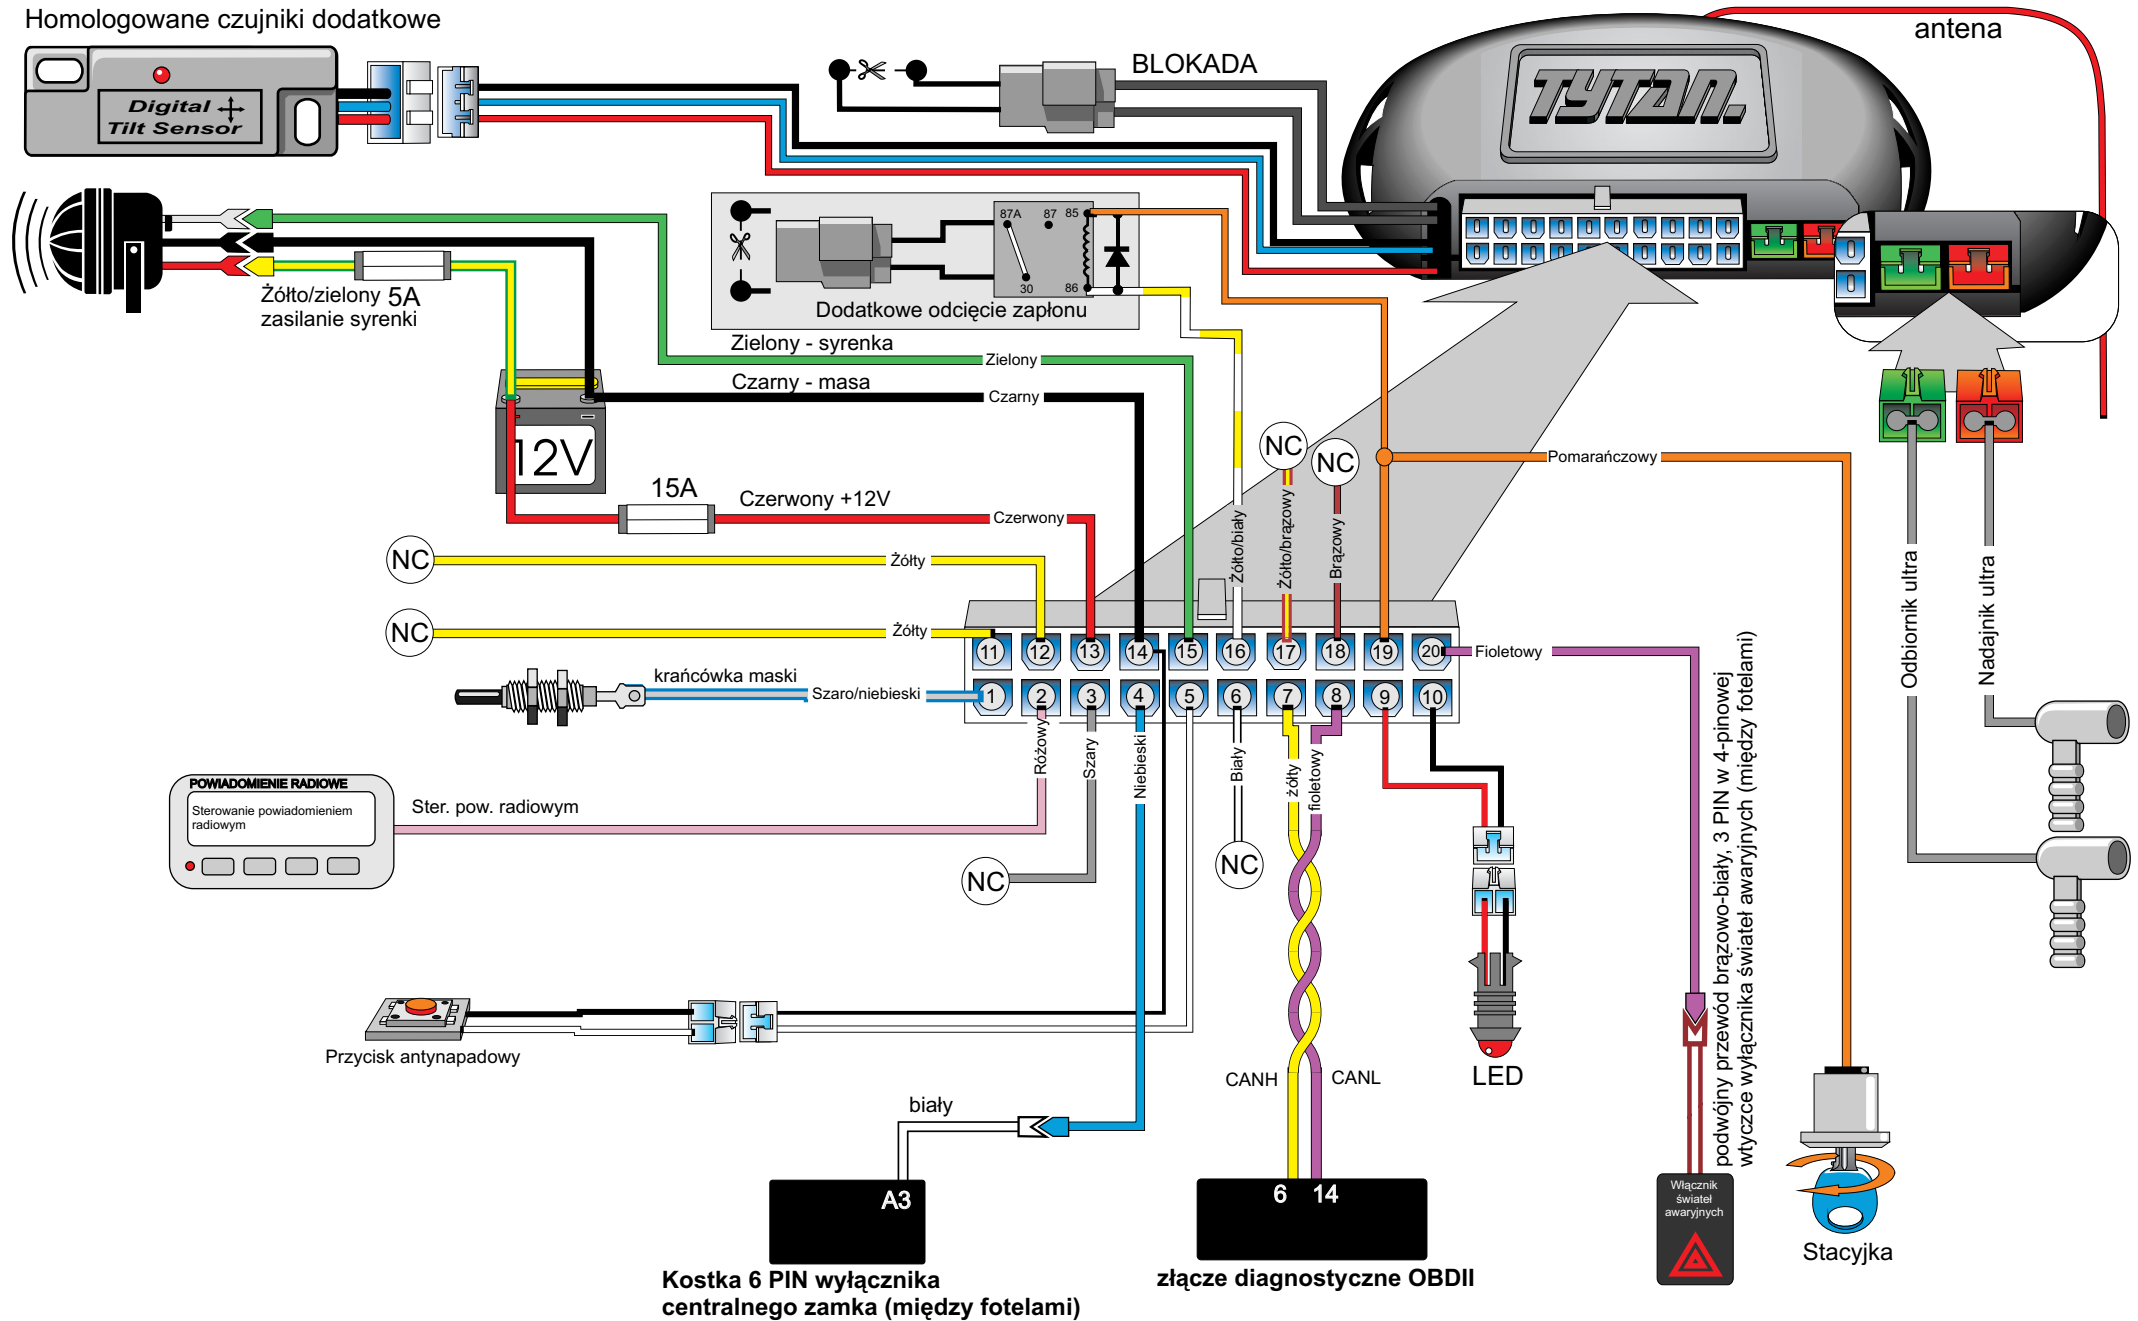 Homologowane czujniki dodatkowe
Digital
Tilt Sensor
BLOKADA
TYTAN.
antena
Żółto/zielony 5A
zasilanie syrenki
87A
87
85
30
86
Dodatkowe odcięcie zapłonu
Zielony - syrenka
Zielony
Czarny - masa
Czarny
12V
15A
Czerwony +12V
Czerwony
NC
Żółty
NC
Żółty
Żółto/biały
NC
Żółto/brązowy
NC
Brązowy
Pomarańczowy
Odbiornik ultra
Nadajnik ultra
11 12 13 14 15 16 17 18 19 20
1 2 3 4 5 6 7 8 9 10
Fioletowy
krańcówka maski
Szaro/niebieski
Różowy
Szary
Niebieski
Biały
żółty
fioletowy
POWIADOMIENIE RADIOWE
Sterowanie powiadomieniem
radiowym
Ster. pow. radiowym
NC
NC
Przycisk antynapadowy
CANH
CANL
LED
podwójny przewód brązowo-biały, 3 PIN w 4-pinowej
wtyczce wyłącznika świateł awaryjnych (między fotelami)
biały
A3
Kostka 6 PIN wyłącznika
centralnego zamka (między fotelami)
6 14
złącze diagnostyczne OBDII
Włącznik
świateł
awaryjnych
Stacyjka